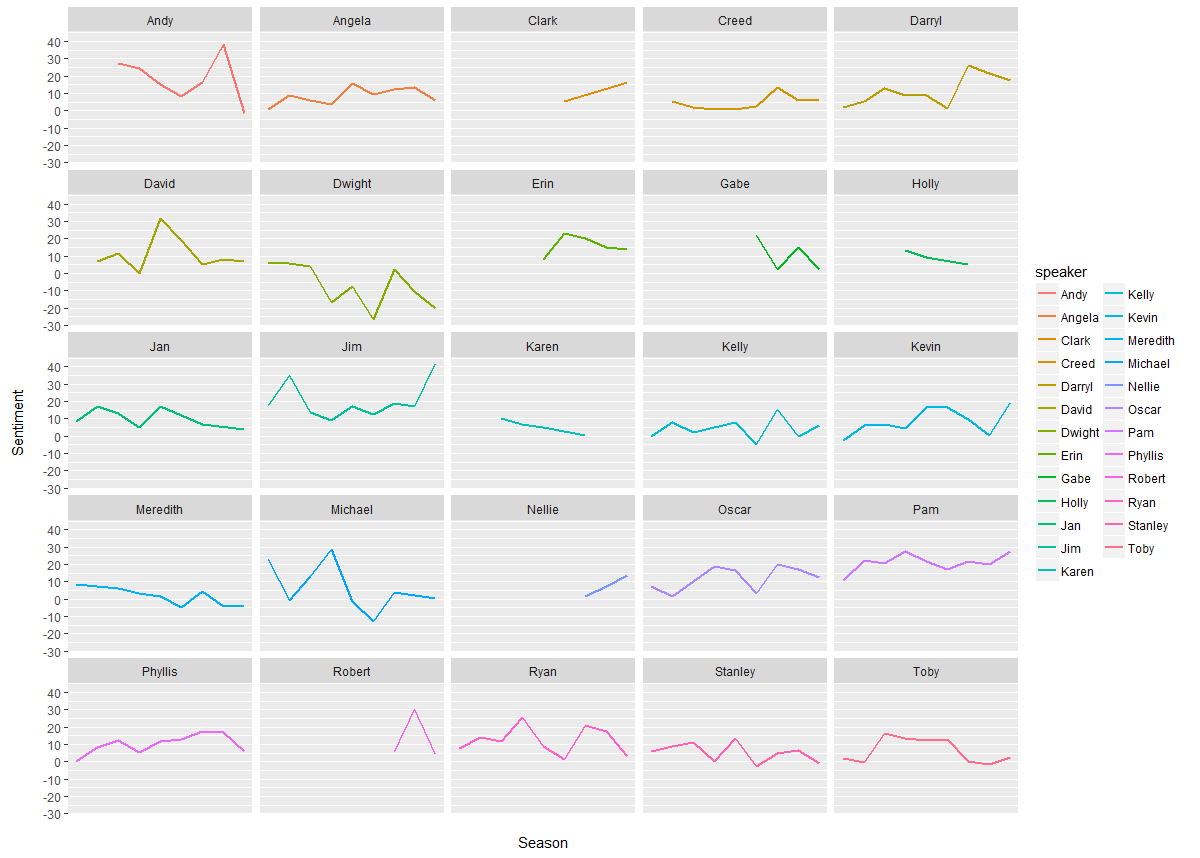 Andy Angela Clark Creed Darryl
40
30
20
10
0
-10
-20
-30
David Dwight Erin Gabe Holly
40
30
20
10
0
-10
-20
-30
Jan Jim Karen Kelly Kevin
40
30
20
10
0
-10
-20
-30
Meredith Michael Nellie Oscar Pam
40
30
20
10
0
-10
-20
-30
Phyllis Robert Ryan Stanley Toby
40
30
20
10
0
-10
-20
-30
Sentiment
Season
speaker
Andy Kelly
Angela Kevin
Clark Meredith
Creed Michael
Darryl Nellie
David Oscar
Dwight Pam
Erin Phyllis
Gabe Robert
Holly Ryan
Jan Stanley
Jim Toby
Karen